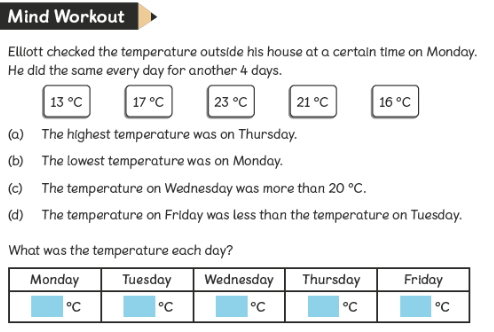 Mind Workout
Elliott checked the temperature outside his house at a certain time on Monday.
He did the same every day for another 4 days.
13 °C 17 °C 23 °C 21 °C 16 °C
(a) The highest temperature was on Thursday.
(b) The lowest temperature was on Monday.
(c) The temperature on Wednesday was more than 20 °C.
(d) The temperature on Friday was less than the temperature on Tuesday.
What was the temperature each day?
Monday Tuesday Wednesday Thursday Friday
°C °C °C °C °C